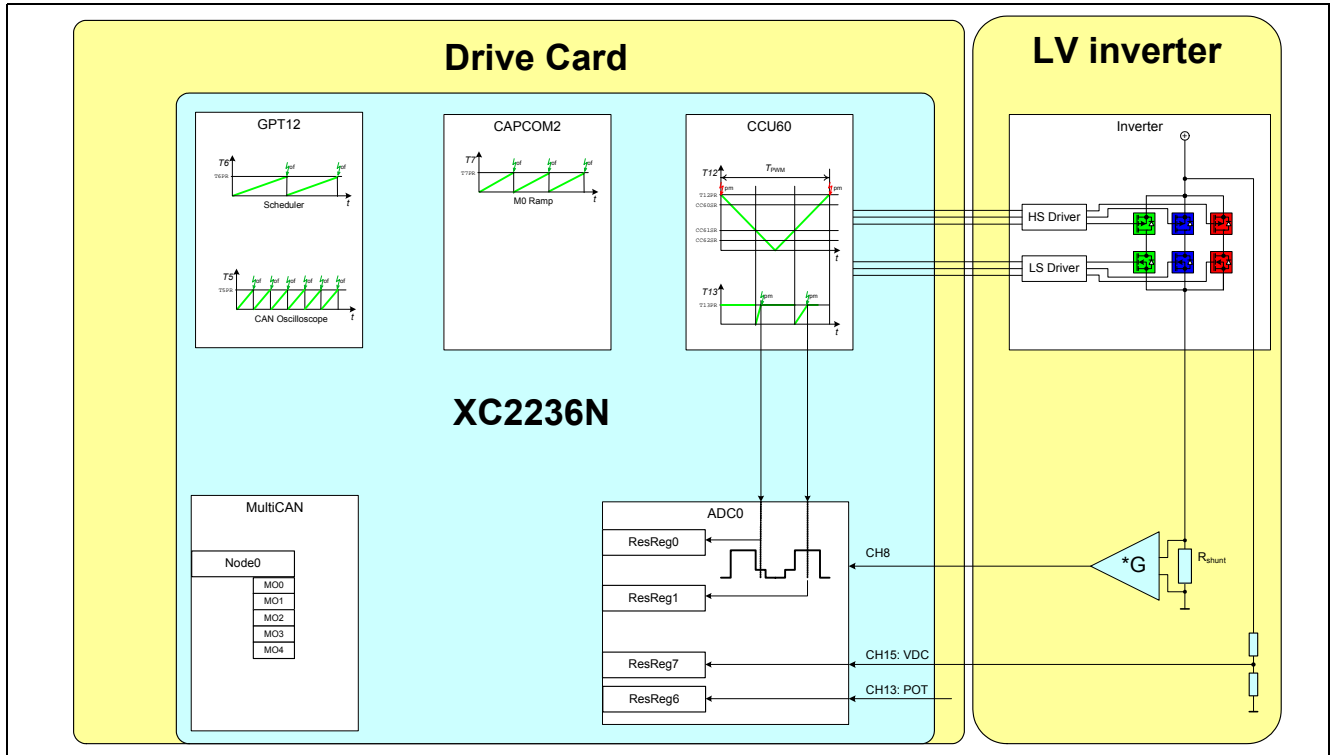 Drive Card
LV inverter
GPT12
T6
T6PR
t
Scheduler
T5
T5PR
t
CAN Oscilloscope
CAPCOM2
T7
T7PR
t
M0 Ramp
CCU60
T12
TPWM
T12PR
CC60SR
CC61SR
CC62SR
t
T13
T13PR
t
Inverter
HS Driver
LS Driver
XC2236N
MultiCAN
Node0
MO0
MO1
MO2
MO3
MO4
ADC0
ResReg0
ResReg1
ResReg7
ResReg6
CH8
*G
Rshunt
CH15: VDC
CH13: POT